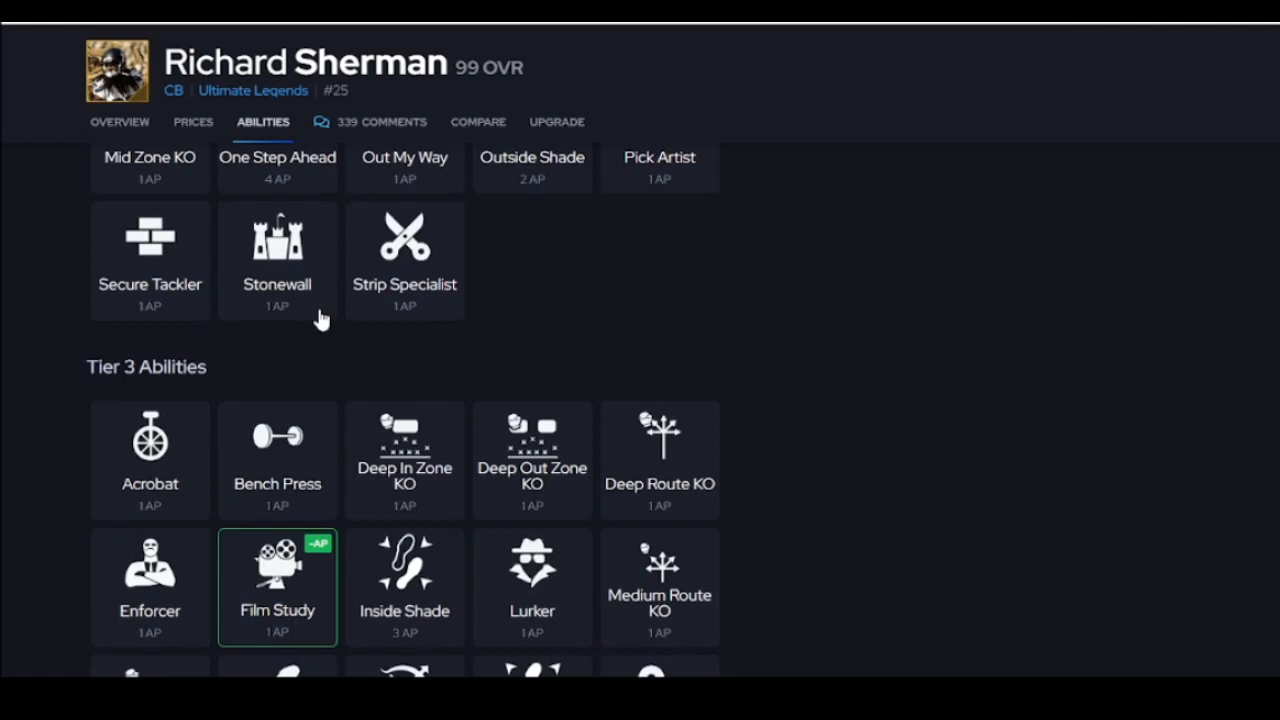 Richard Sherman 99 OVR
CB | Ultimate Legends | #25
OVERVIEW PRICES ABILITIES 339 COMMENTS COMPARE UPGRADE
Mid Zone KO One Step Ahead Out My Way Outside Shade Pick Artist
1 AP 4 AP 1 AP 2 AP 1 AP
Secure Tackler Stonewall Strip Specialist
1 AP 1 AP 1 AP
Tier 3 Abilities
Acrobat Bench Press Deep In Zone KO Deep Out Zone KO Deep Route KO
1 AP 1 AP 1 AP 1 AP 1 AP
-AP
Enforcer Film Study Inside Shade Lurker Medium Route KO
1 AP 1 AP 3 AP 1 AP 1 AP